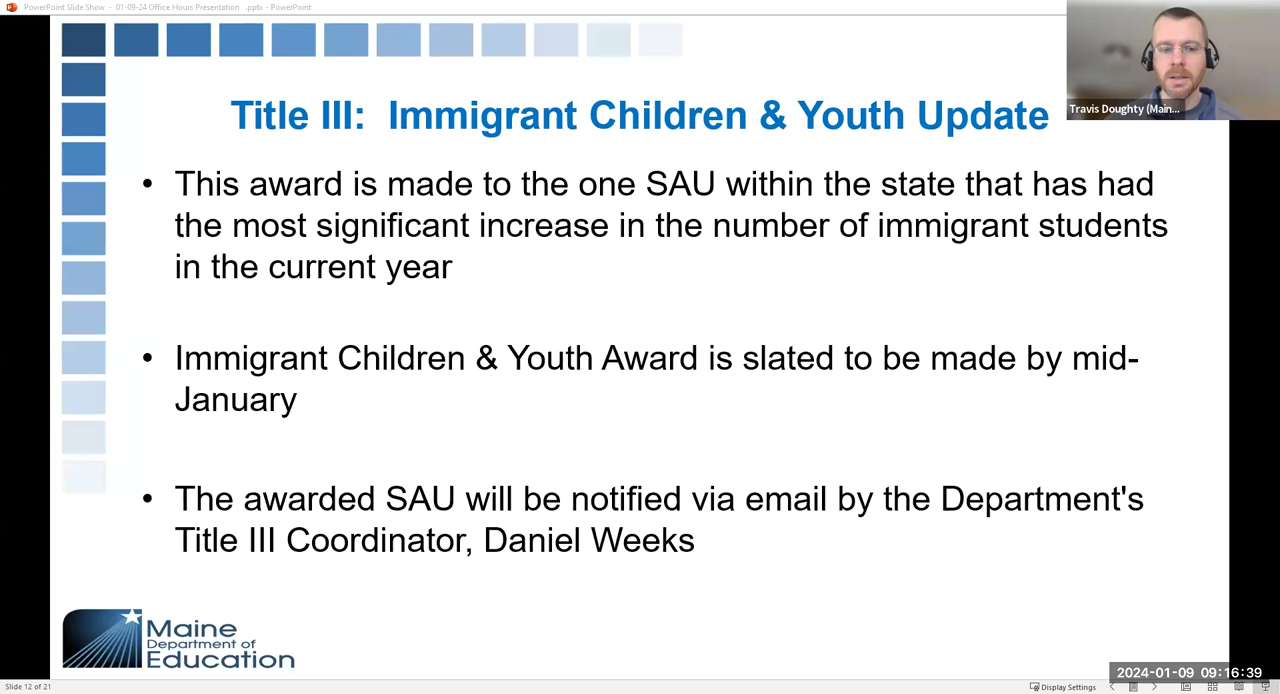 PowerPoint Slide Show - 01-09-24 Office Hours Presentation .pptx - PowerPoint
Travis Doughty (Main...
Title III: Immigrant Children & Youth Update
• This award is made to the one SAU within the state that has had
the most significant increase in the number of immigrant students
in the current year
• Immigrant Children & Youth Award is slated to be made by mid-
January
• The awarded SAU will be notified via email by the Department's
Title III Coordinator, Daniel Weeks
Maine
Department of
Education
2024-01-09 09:16:39
Slide 12 of 21
Display Settings